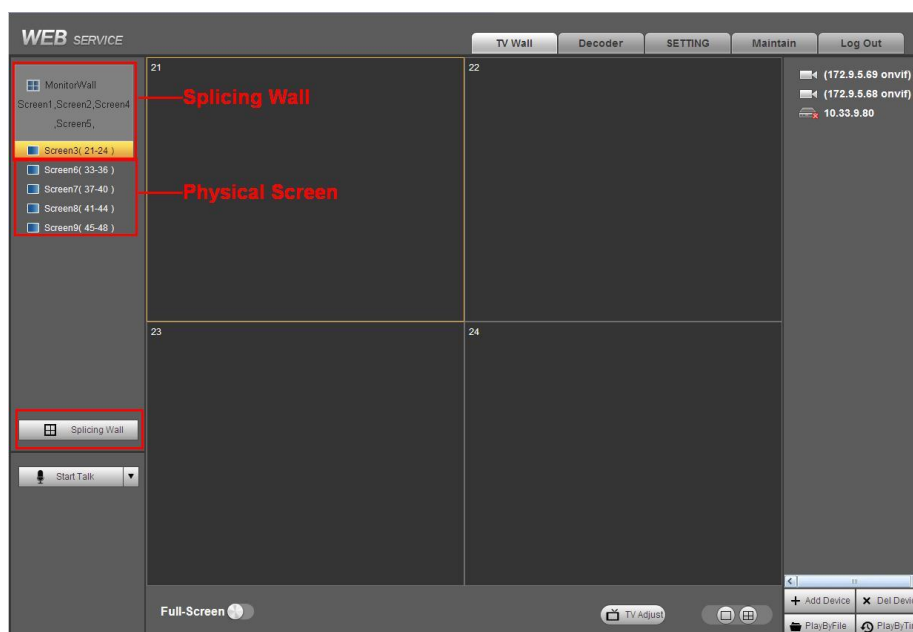 WEB SERVICE
TV Wall
Decoder
SETTING
Maintain
Log Out
MonitorWall
Screen1,Screen2,Screen4
,Screen5,
Screen3( 21-24 )
Screen6( 33-36 )
Screen7( 37-40 )
Screen8( 41-44 )
Screen9( 45-48 )
Splicing Wall
Physical Screen
21
22
23
24
(172.9.5.69 onvif)
(172.9.5.68 onvif)
10.33.9.80
Splicing Wall
Start Talk
Full-Screen
TV Adjust
Add Device
Del Devi
PlayByFile
PlayByTi